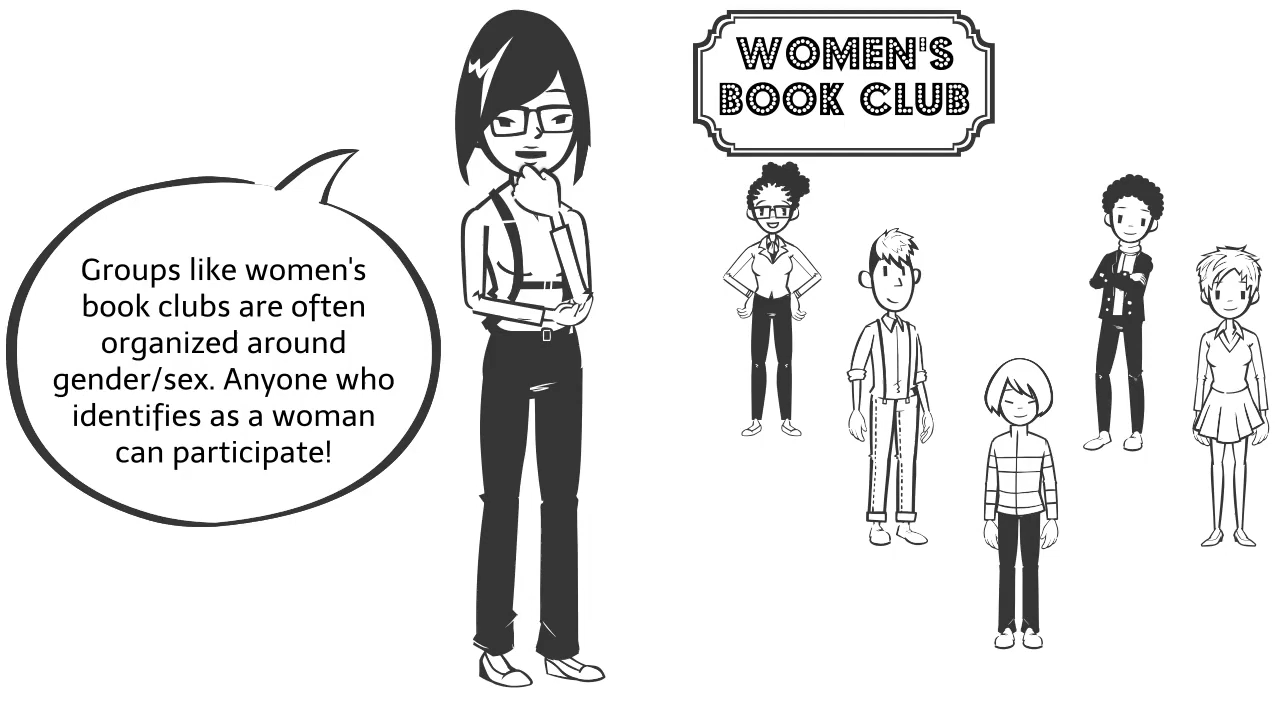 WOMEN'S
BOOK CLUB
Groups like women's
book clubs are often
organized around
gender/sex. Anyone who
identifies as a woman
can participate!